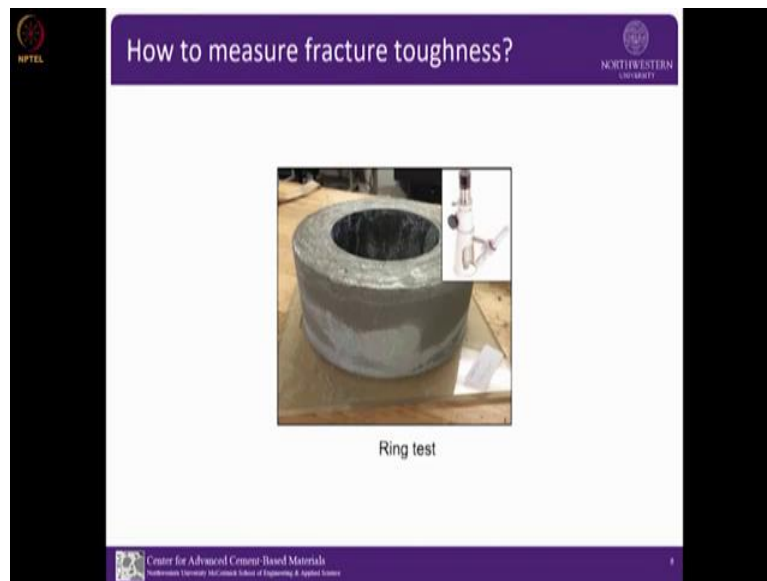 NPTEL
How to measure fracture toughness?
NORTHWESTERN
UNIVERSITY
Ring test
Center for Advanced Cement-Based Materials
Northwestern University McCormick School of Engineering & Applied Science
8